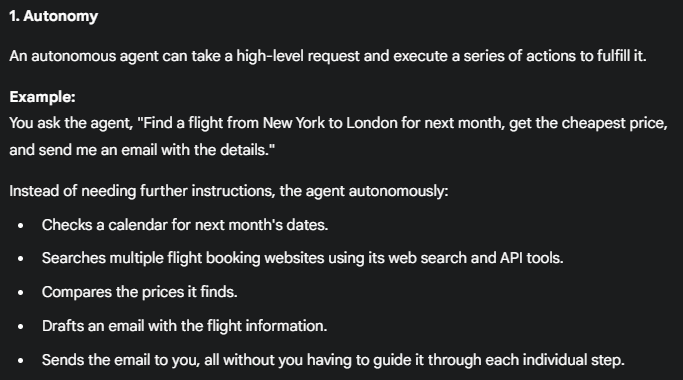 1. Autonomy
An autonomous agent can take a high-level request and execute a series of actions to fulfill it.
Example:
You ask the agent, "Find a flight from New York to London for next month, get the cheapest price,
and send me an email with the details."
Instead of needing further instructions, the agent autonomously:
• Checks a calendar for next month's dates.
• Searches multiple flight booking websites using its web search and API tools.
• Compares the prices it finds.
• Drafts an email with the flight information.
• Sends the email to you, all without you having to guide it through each individual step.